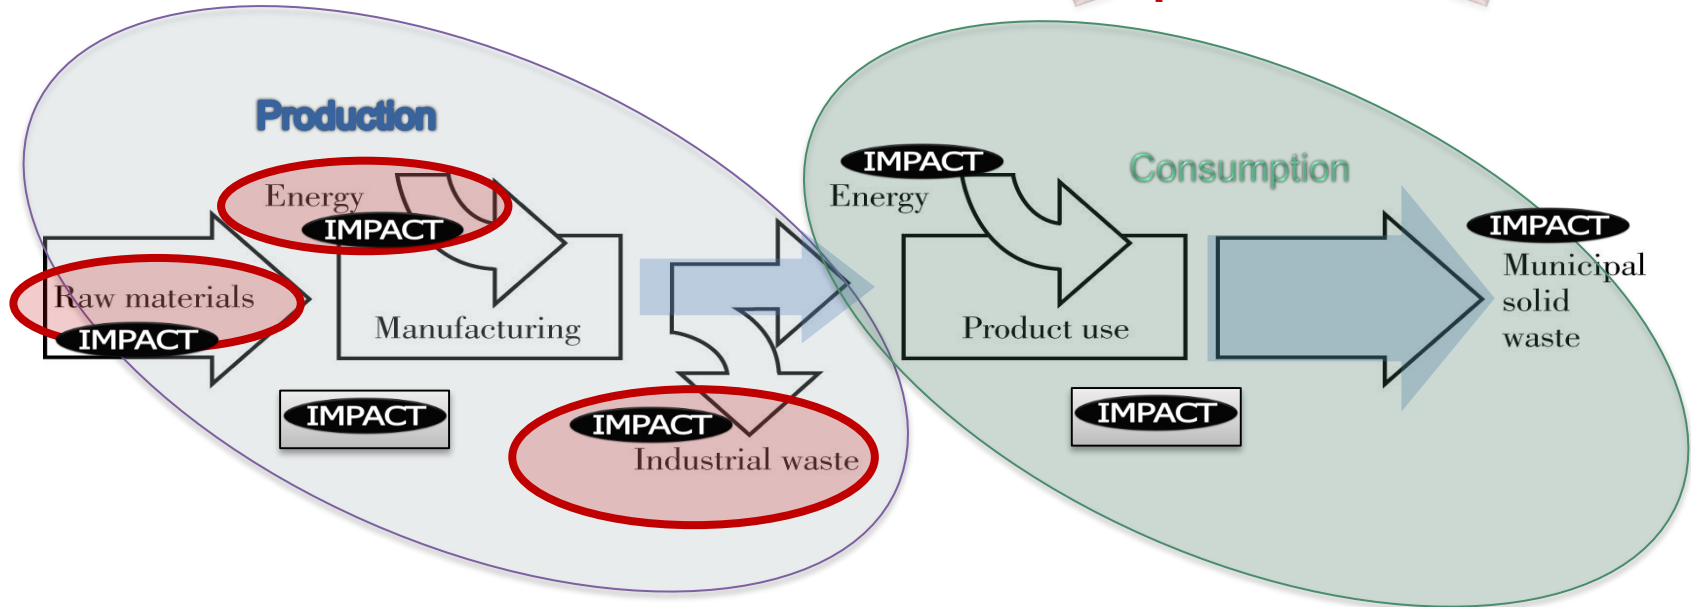 Production
Consumption
Energy
IMPACT
Raw materials
IMPACT
Manufacturing
IMPACT
IMPACT
Industrial waste
IMPACT
Energy
Product use
IMPACT
IMPACT
Municipal
solid
waste